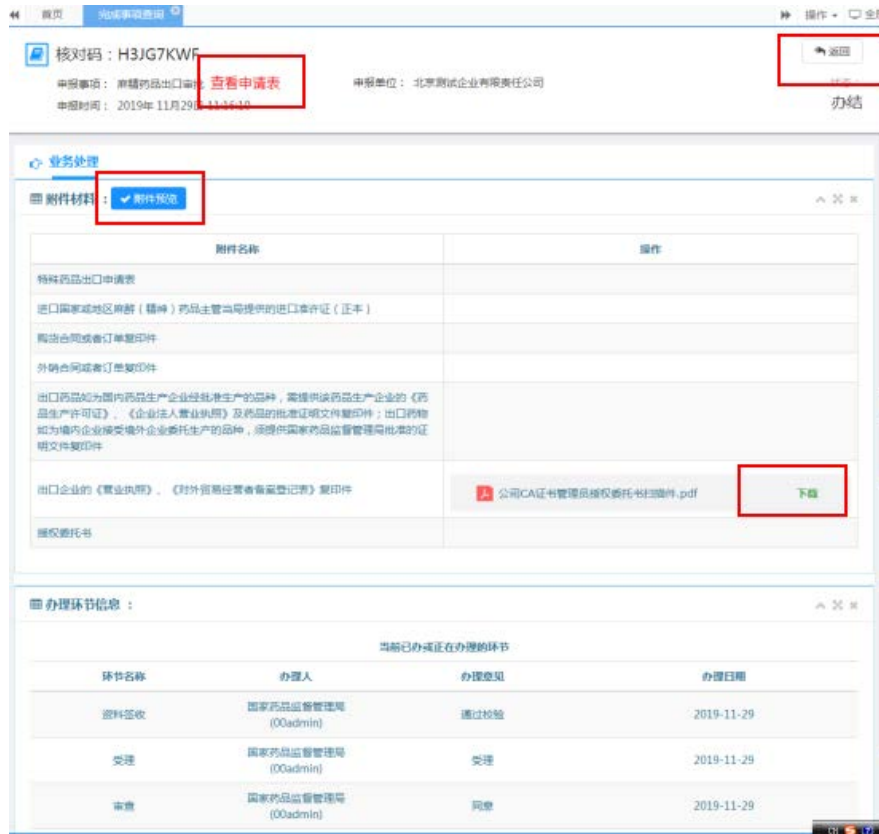 首页 完成事项查询 操作 全
核对码：H3JG7KWF 返回
申报事项： 麻精药品出口审批 查看申请表 申报单位： 北京测试企业有限责任公司 状态：
申报时间： 2019年11月29日 11:16:10 办结
业务处理
附件材料： 附件预览
附件名称 操作
特殊药品出口申请表
进口国家或地区麻醉（精神）药品主管当局提供的进口准许证（正本）
购货合同或者订单复印件
外销合同或者订单复印件
出口药品如为国内药品生产企业经批准生产的品种，需提供该药品生产企业的《药
品生产许可证》、《企业法人营业执照》及药品的批准证明文件复印件；出口药物
如为境内企业接受境外企业委托生产的品种，须提供国家药品监督管理局批准的证
明文件复印件
出口企业的《营业执照》、《对外贸易经营者备案登记表》复印件 公司CA证书管理员授权委托书扫描件.pdf 下载
授权委托书
办理环节信息：
当前已办或正在办理的环节
环节名称 办理人 办理意见 办理日期
资料签收 国家药品监督管理局 通过检验 2019-11-29
(00admin)
受理 国家药品监督管理局 受理 2019-11-29
(00admin)
审查 国家药品监督管理局 同意 2019-11-29
(00admin)